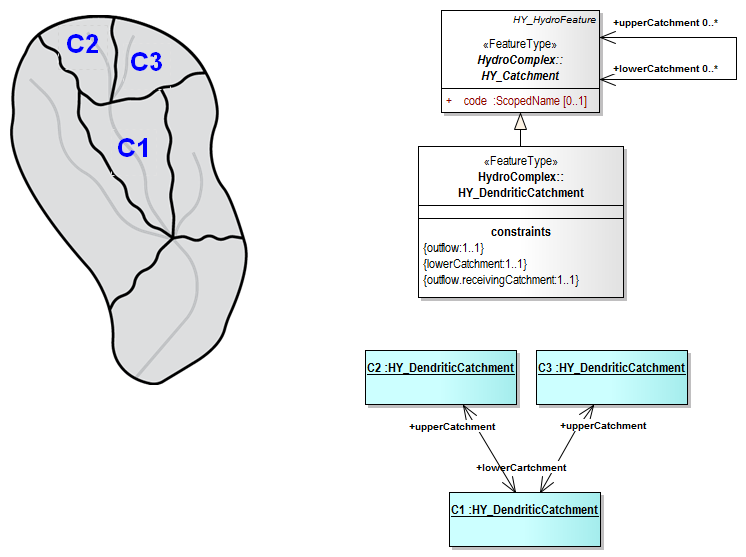 C2
C3
C1
HY_HydroFeature
«FeatureType»
HydroComplex::
HY_Catchment
+ code :ScopedName [0..1]
+upperCatchment 0..*
+lowerCatchment 0..*
«FeatureType»
HydroComplex::
HY_DendriticCatchment
constraints
{outflow:1..1}
{lowerCatchment:1..1}
{outflow.receivingCatchment:1..1}
C2 :HY_DendriticCatchment
C3 :HY_DendriticCatchment
+upperCatchment
+upperCatchment
+lowerCartchment
C1 :HY_DendriticCatchment